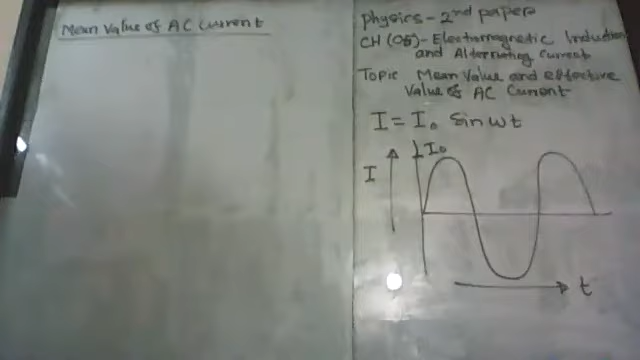 Mean Value of AC Current
Physics - 2nd paper
CH (05) - Electromagnetic Induction
and Alternating Current
Topic Mean Value and effective
Value of AC Current
I = I₀ Sin ωt
I₀
I
t